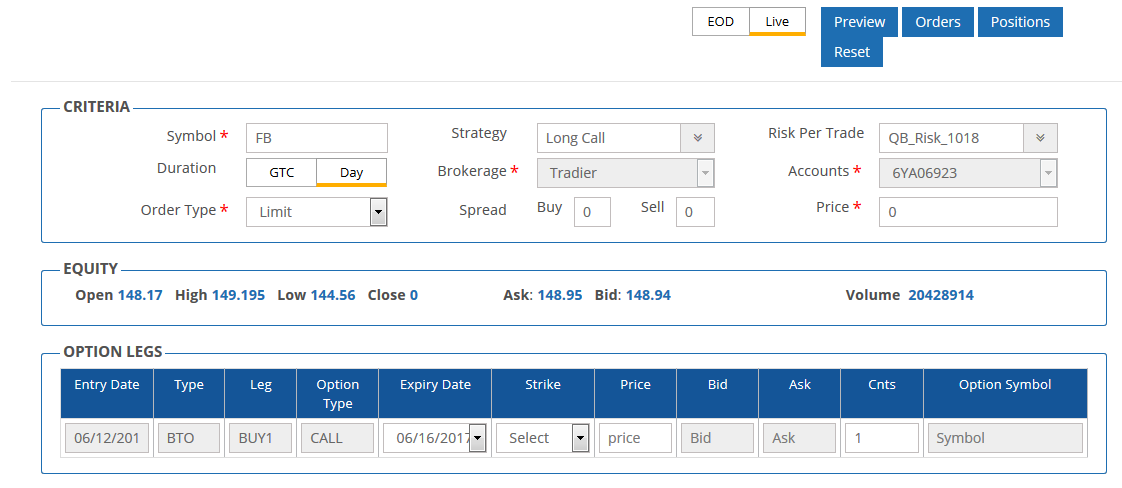 EOD Live Preview Orders Positions
Reset
CRITERIA
Symbol * FB Strategy Long Call Risk Per Trade QB_Risk_1018
Duration GTC Day Brokerage * Tradier Accounts * 6YA06923
Order Type * Limit Spread Buy 0 Sell 0 Price * 0
EQUITY
Open 148.17 High 149.195 Low 144.56 Close 0 Ask: 148.95 Bid: 148.94 Volume 20428914
OPTION LEGS
Entry Date Type Leg Option Type Expiry Date Strike Price Bid Ask Cnts Option Symbol
06/12/201 BTO BUY1 CALL 06/16/2017 Select price Bid Ask 1 Symbol